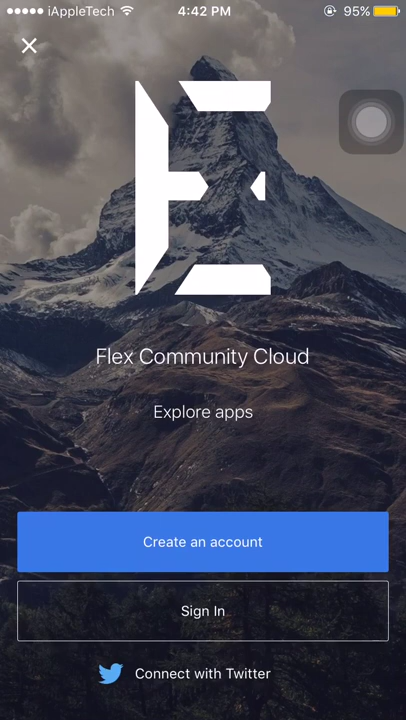 iAppleTech 4:42 PM 95%
Flex Community Cloud
Explore apps
Create an account
Sign In
Connect with Twitter